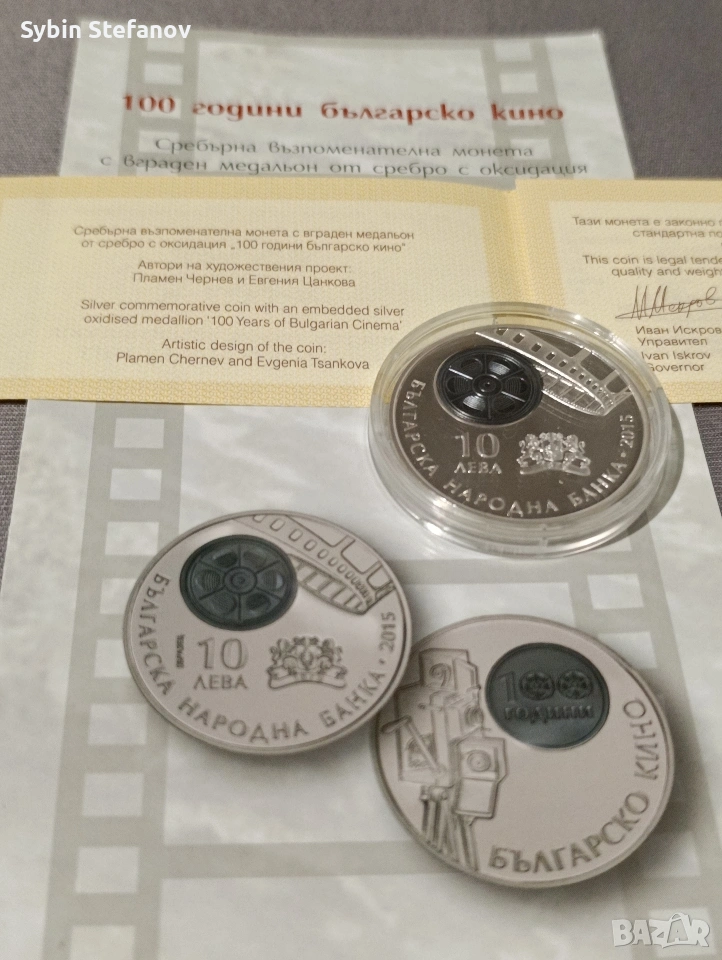 Sybin Stefanov
100 години българско кино
Сребърна възпоменателна монета
с вграден медальон от сребро с оксидация
Сребърна възпоменателна монета с вграден медальон
от сребро с оксидация „100 години българско кино“
Автори на художествения проект:
Пламен Чернев и Евгения Цанкова
Silver commemorative coin with an embedded silver
oxidised medallion '100 Years of Bulgarian Cinema'
Artistic design of the coin:
Plamen Chernev and Evgenia Tsankova
Тази монета е законно
стандартна
This coin is legal
quality and
Иван Искров
Управител
Ivan Iskrov
Governor
10
ЛЕВА
БЪЛГАРСКА НАРОДНА БАНКА • 2015
10
ЛЕВА
БЪЛГАРСКА НАРОДНА БАНКА • 2015
100
години
БЪЛГАРСКО КИНО
BAZAR